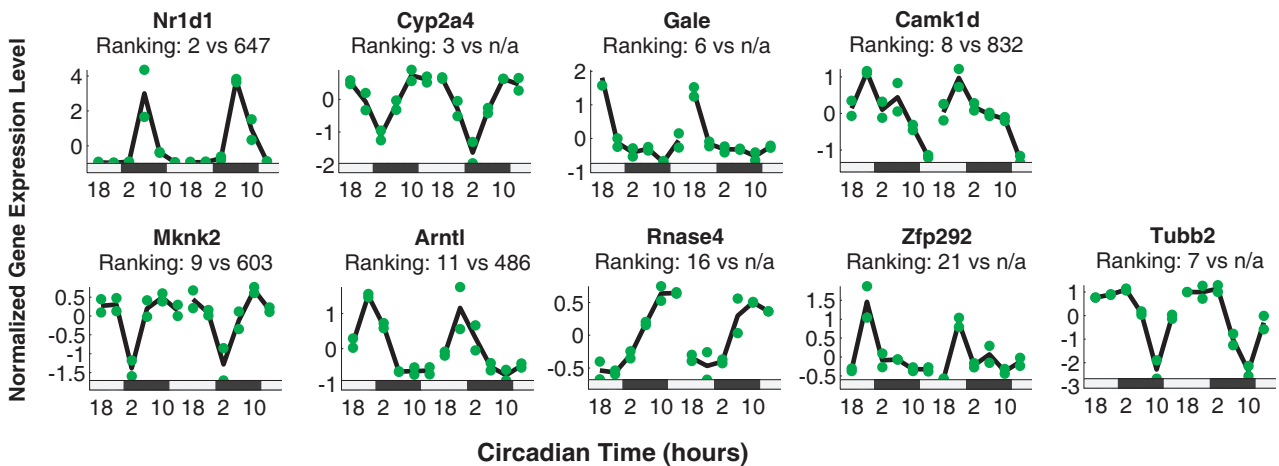 Normalized Gene Expression Level
Nr1d1
Ranking: 2 vs 647
4
2
0
18 2 10 18 2 10
Cyp2a4
Ranking: 3 vs n/a
1
0
-1
-2
18 2 10 18 2 10
Gale
Ranking: 6 vs n/a
2
1
0
-1
18 2 10 18 2 10
Camk1d
Ranking: 8 vs 832
1
0
-1
18 2 10 18 2 10
Mknk2
Ranking: 9 vs 603
0.5
0
-0.5
-1
-1.5
18 2 10 18 2 10
Arntl
Ranking: 11 vs 486
2
1
0
-1
18 2 10 18 2 10
Rnase4
Ranking: 16 vs n/a
0.5
0
-0.5
18 2 10 18 2 10
Zfp292
Ranking: 21 vs n/a
1.5
1
0.5
0
-0.5
18 2 10 18 2 10
Tubb2
Ranking: 7 vs n/a
1
0
-1
-2
-3
18 2 10 18 2 10
Circadian Time (hours)